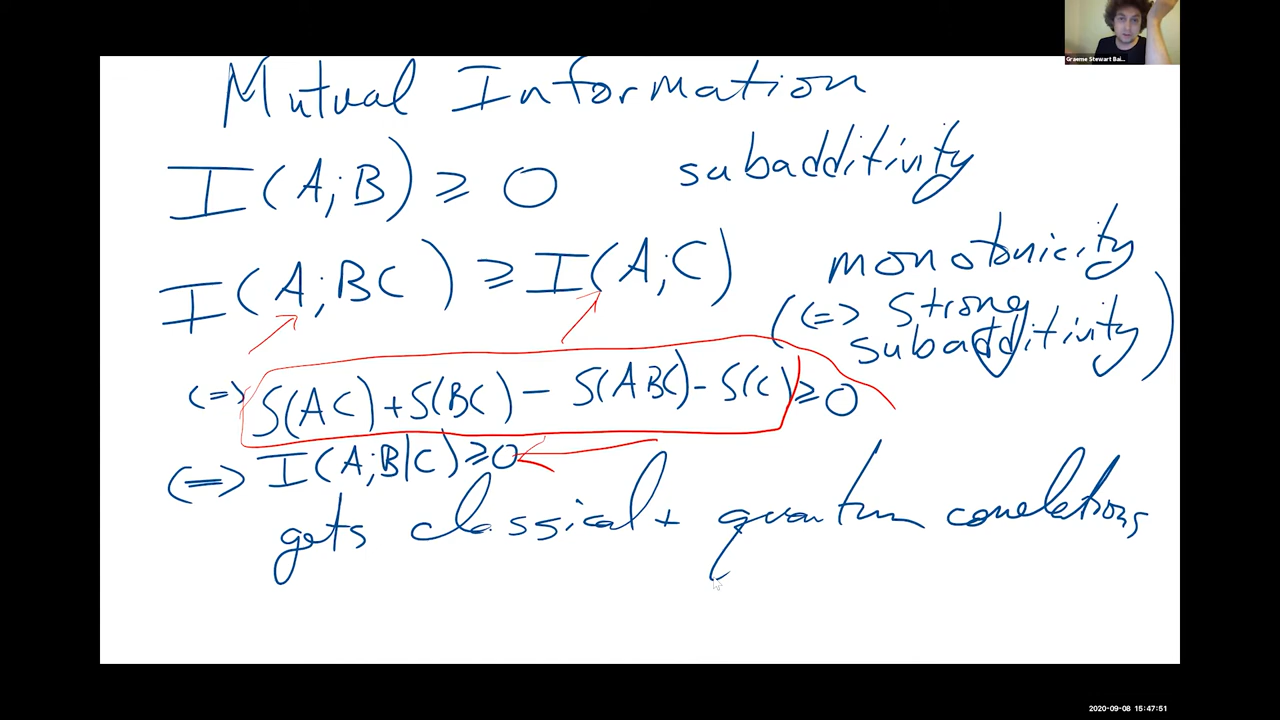 Graeme Stewart Bai...
Mutual Information
I(A;B) ≥ 0 subadditivity
I(A;BC) ≥ I(A;C) monotonicity
(<=> Strong
subadditivity)
<=> S(AC)+S(BC) - S(ABC) - S(C) ≥ 0
<=> I(A;B|C) ≥ 0
gets classical + quantum correlations
2020-09-08 15:47:51